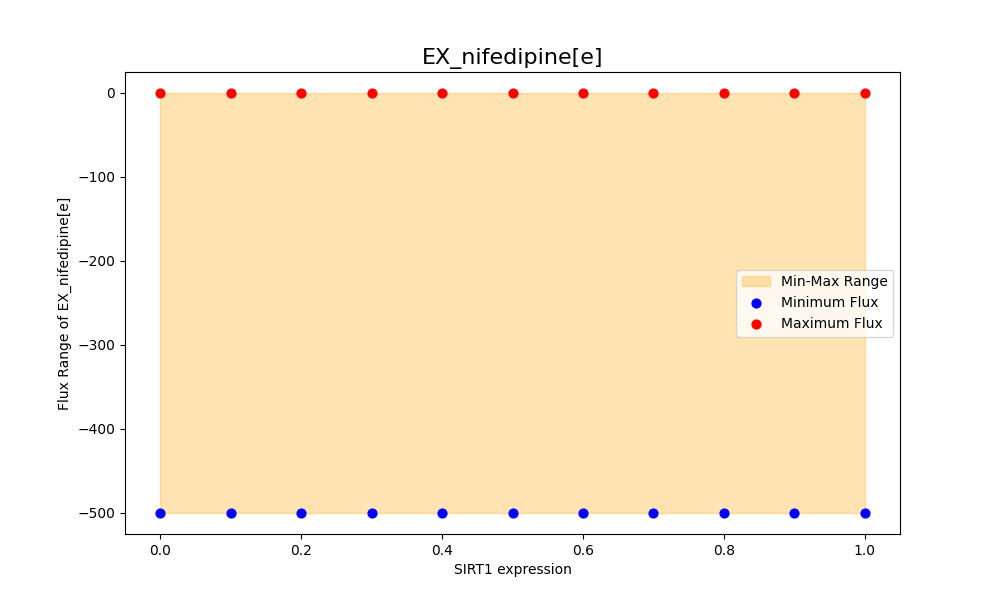 EX_nifedipine[e]
Flux Range of EX_nifedipine[e]
0
−100
−200
−300
−400
−500
Min-Max Range
Minimum Flux
Maximum Flux
0.0 0.2 0.4 0.6 0.8 1.0
SIRT1 expression